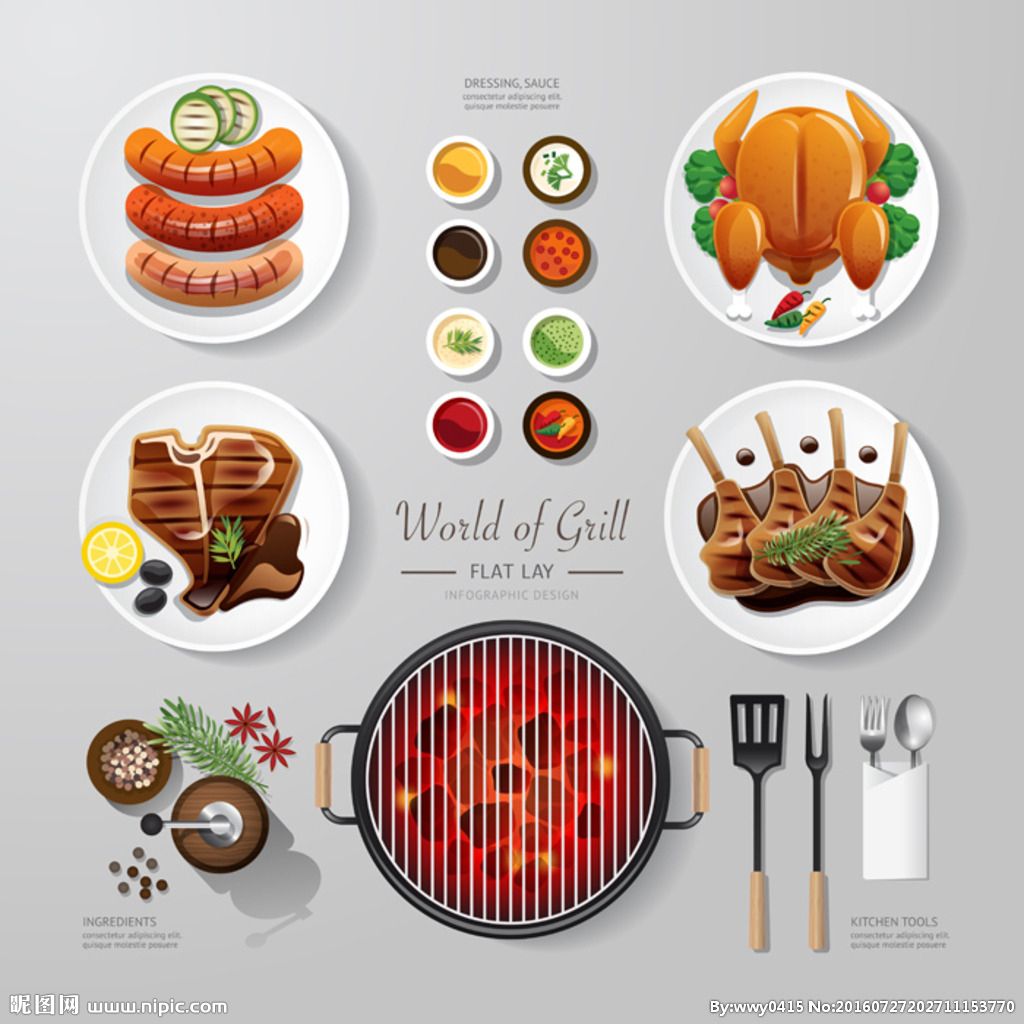 DRESSING, SAUCE
consectetur adipiscing elit.
quisque molestie posuere
World of Grill
FLAT LAY
INFOGRAPHIC DESIGN
INGREDIENTS
consectetur adipiscing elit.
quisque molestie posuere
KITCHEN TOOLS
consectetur adipiscing elit.
quisque molestie posuere
昵图网 www.nipic.com
By:wwy0415 No:20160727202711153770